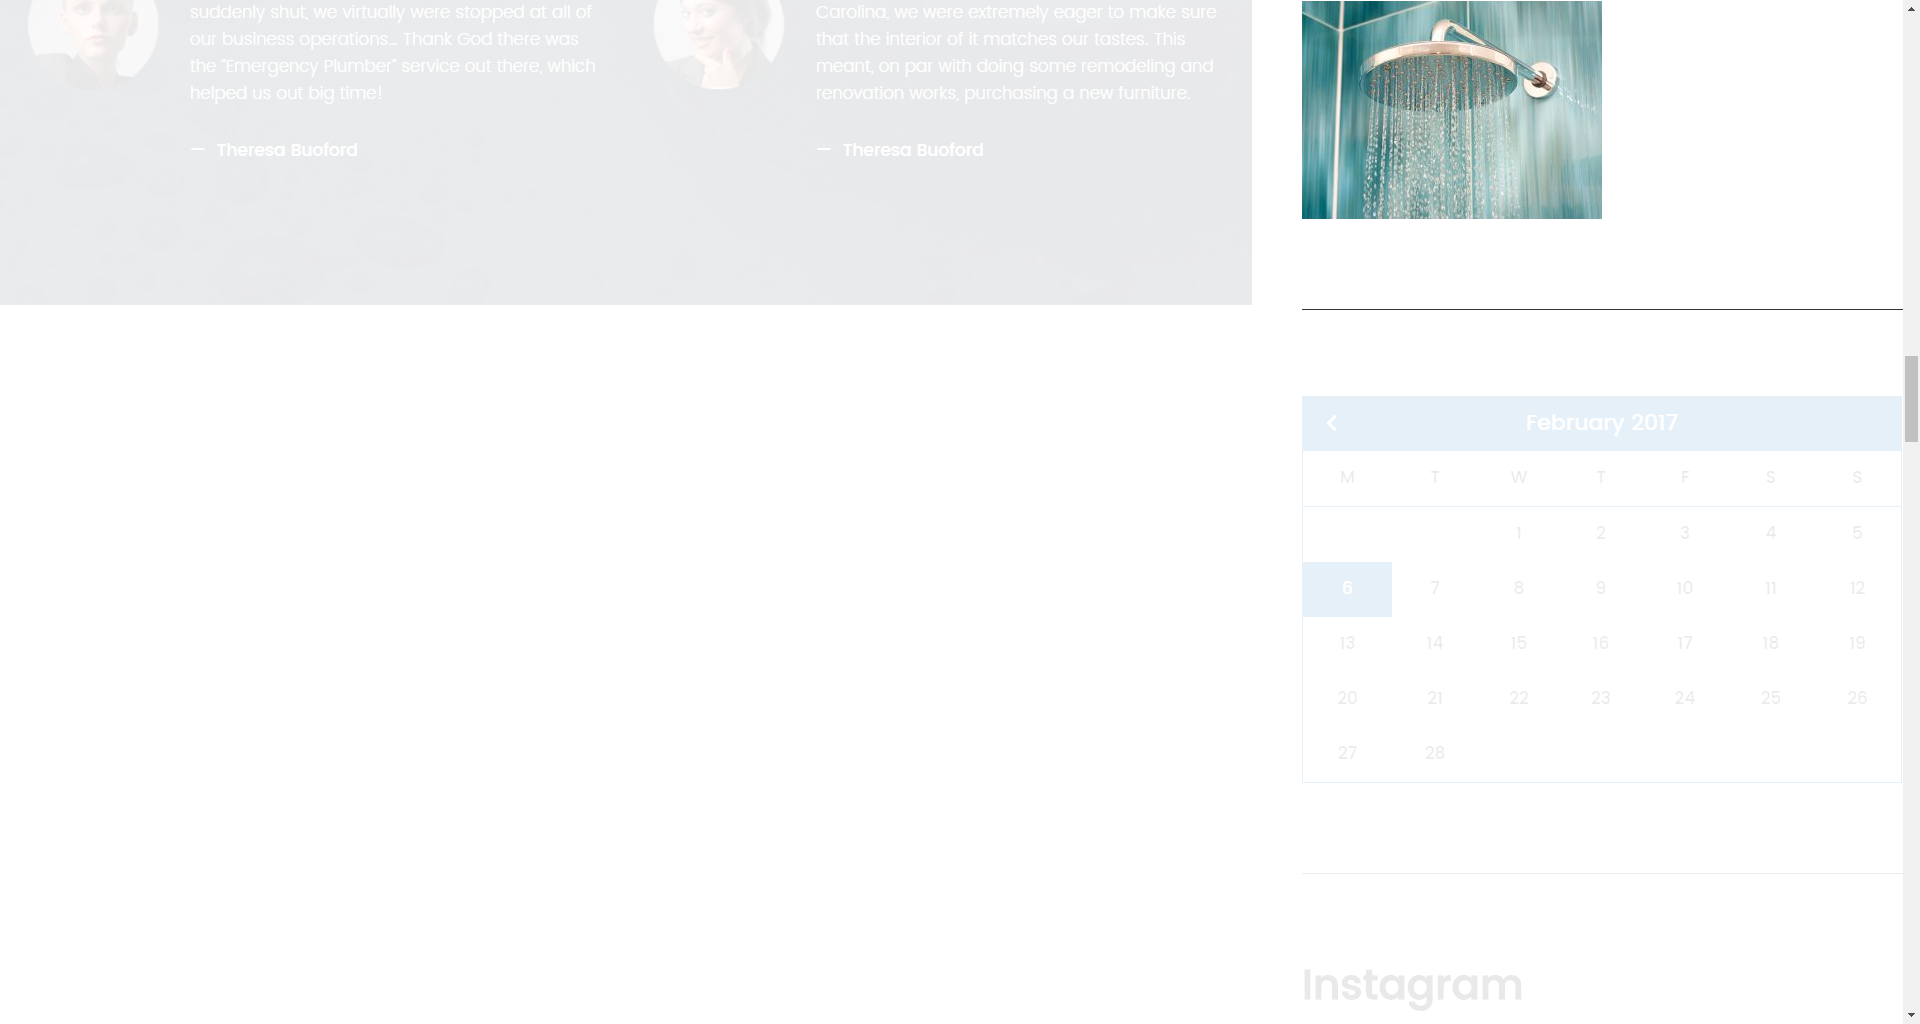 suddenly shut, we virtually were stopped at all of
our business operations... Thank God there was
the “Emergency Plumber” service out there, which
helped us out big time!
— Theresa Buoford
Carolina, we were extremely eager to make sure
that the interior of it matches our tastes. This
meant, on par with doing some remodeling and
renovation works, purchasing a new furniture.
— Theresa Buoford
February 2017
M T W T F S S
1 2 3 4 5
6 7 8 9 10 11 12
13 14 15 16 17 18 19
20 21 22 23 24 25 26
27 28
Instagram